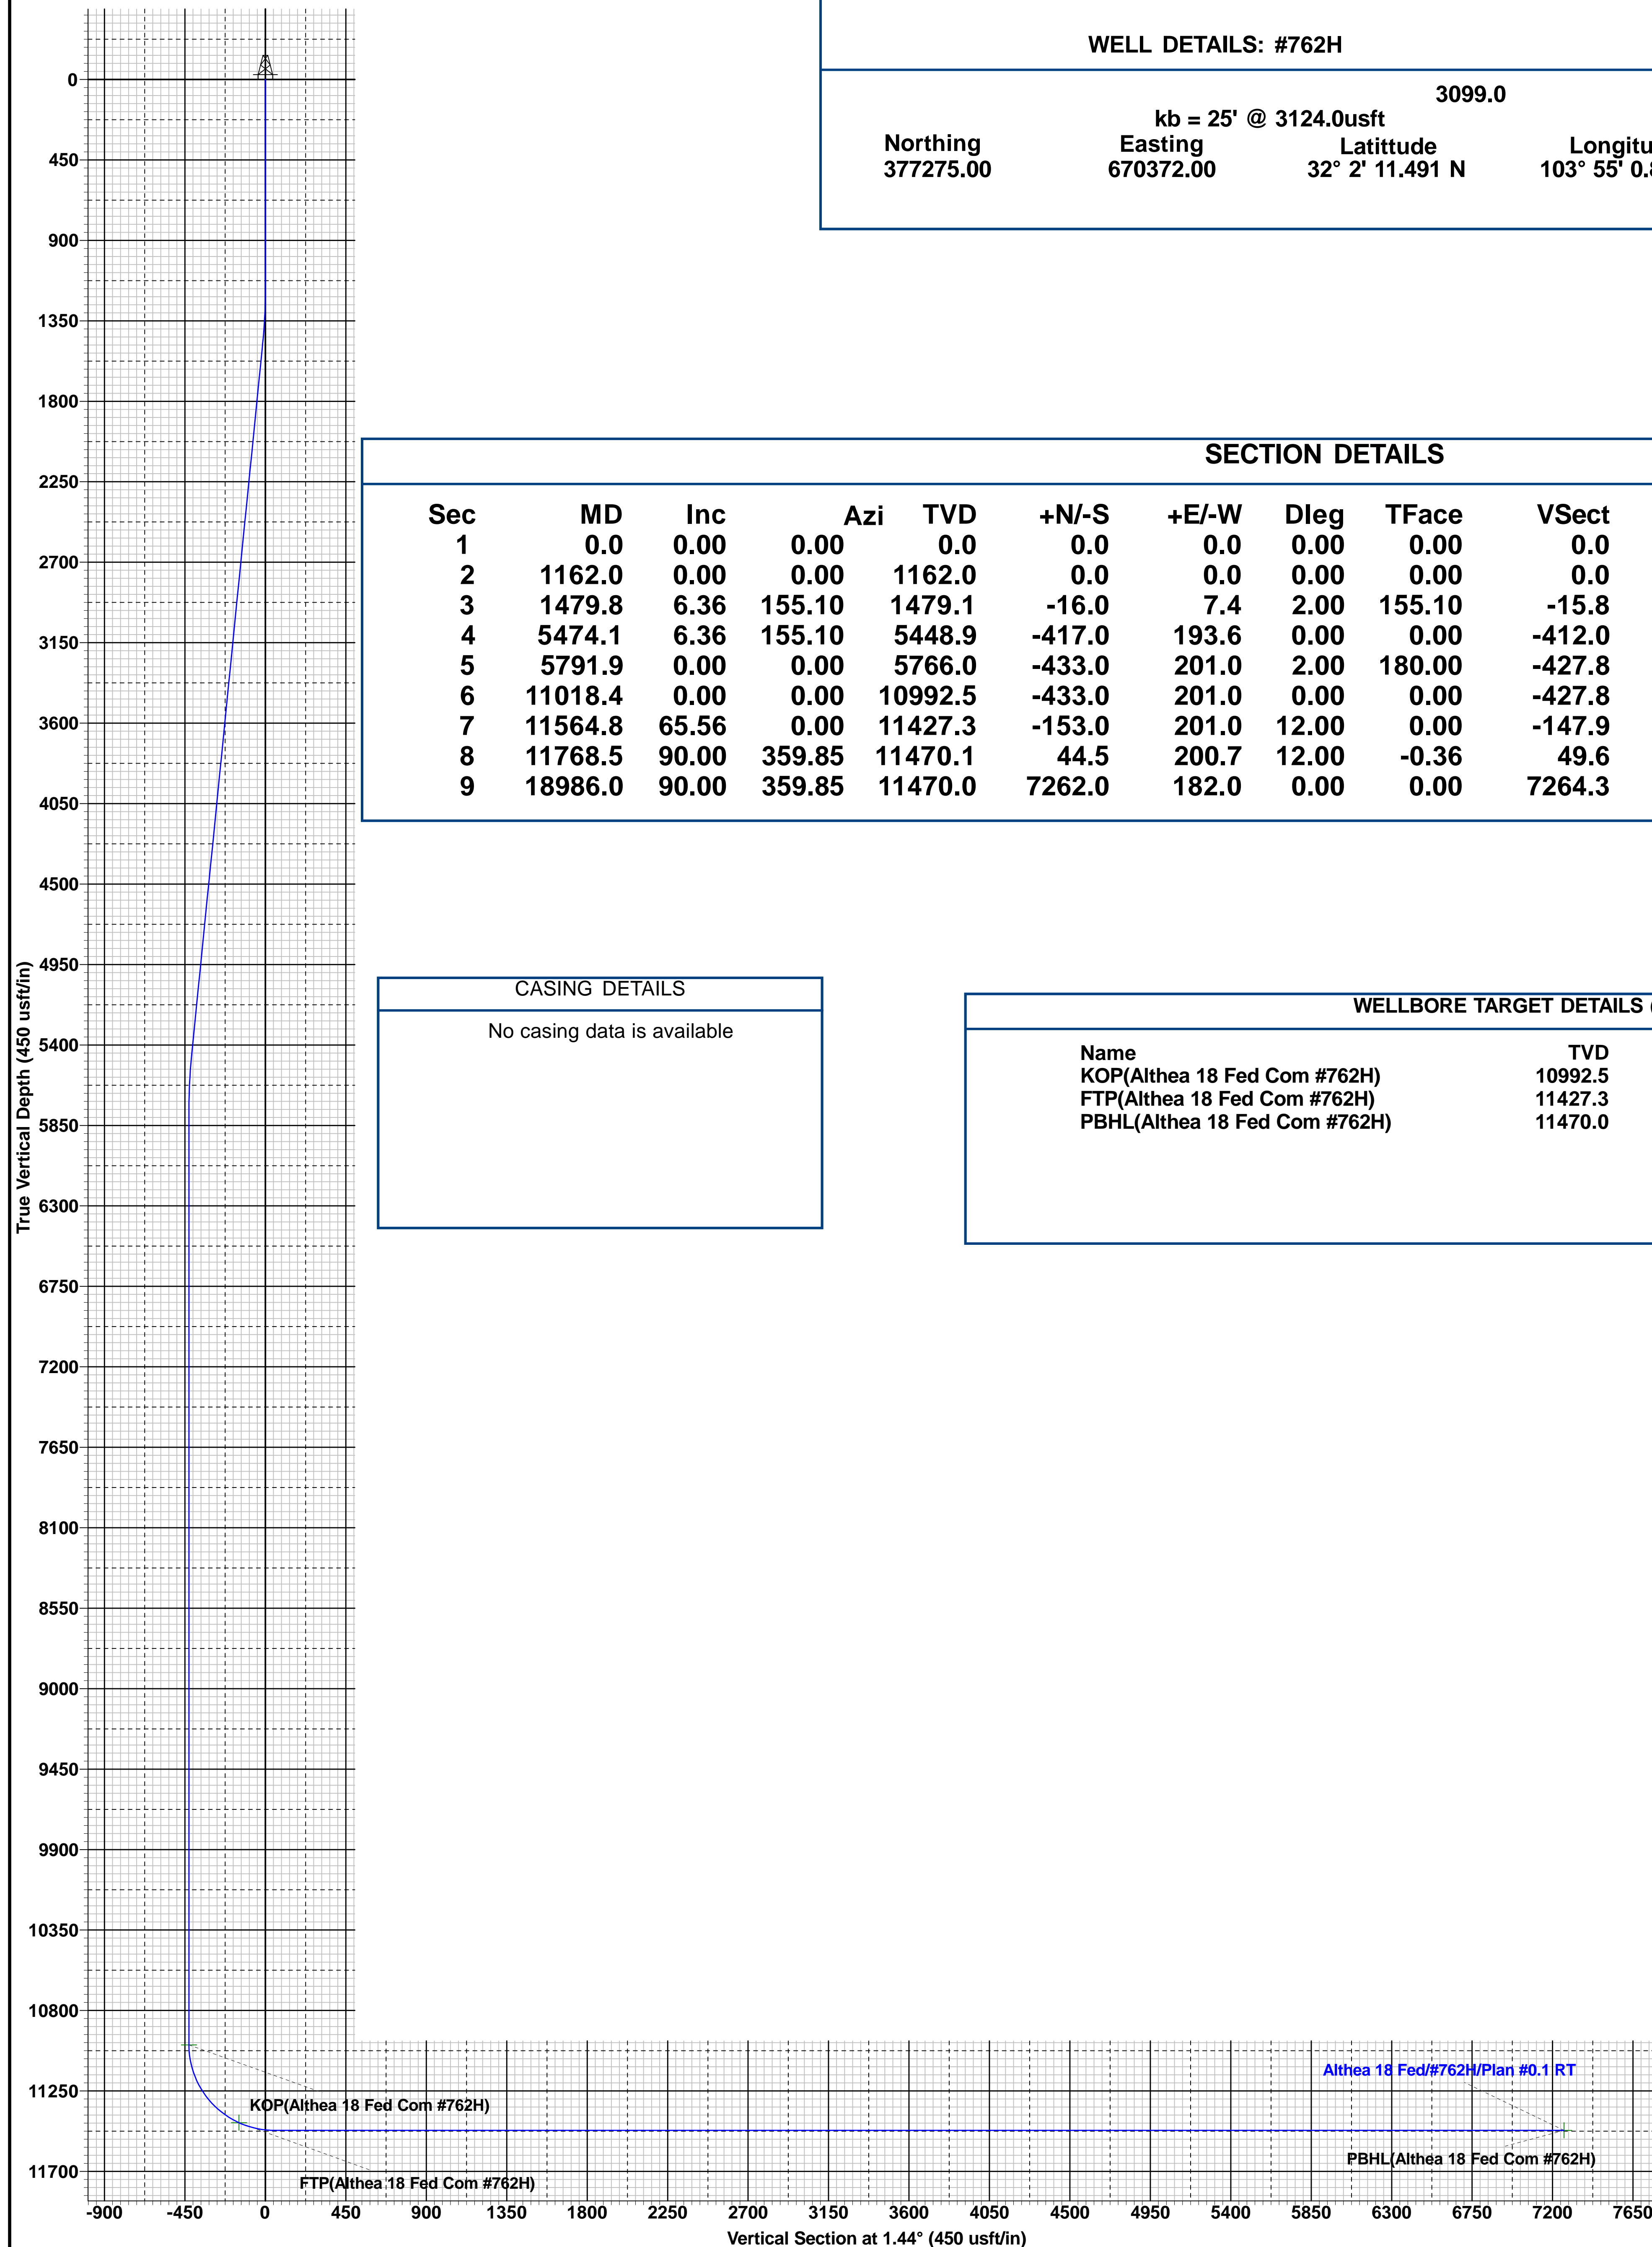 WELL DETAILS: #762H
3099.0
kb = 25' @ 3124.0usft
Northing Easting Latittude Longitu
377275.00 670372.00 32° 2' 11.491 N 103° 55' 0.8
0
450
900
1350
1800
2250
2700
3150
3600
4050
4500
4950
5400
5850
6300
6750
7200
7650
8100
8550
9000
9450
9900
10350
10800
11250
11700
True Vertical Depth (450 usft/in)
SECTION DETAILS
Sec MD Inc Azi TVD +N/-S +E/-W Dleg TFace VSect
1 0.0 0.00 0.00 0.0 0.0 0.0 0.00 0.00 0.0
2 1162.0 0.00 0.00 1162.0 0.0 0.0 0.00 0.00 0.0
3 1479.8 6.36 155.10 1479.1 -16.0 7.4 2.00 155.10 -15.8
4 5474.1 6.36 155.10 5448.9 -417.0 193.6 0.00 0.00 -412.0
5 5791.9 0.00 0.00 5766.0 -433.0 201.0 2.00 180.00 -427.8
6 11018.4 0.00 0.00 10992.5 -433.0 201.0 0.00 0.00 -427.8
7 11564.8 65.56 0.00 11427.3 -153.0 201.0 12.00 0.00 -147.9
8 11768.5 90.00 359.85 11470.1 44.5 200.7 12.00 -0.36 49.6
9 18986.0 90.00 359.85 11470.0 7262.0 182.0 0.00 0.00 7264.3
CASING DETAILS
No casing data is available
WELLBORE TARGET DETAILS (
Name TVD
KOP(Althea 18 Fed Com #762H) 10992.5
FTP(Althea 18 Fed Com #762H) 11427.3
PBHL(Althea 18 Fed Com #762H) 11470.0
Althea 18 Fed/#762H/Plan #0.1 RT
KOP(Althea 18 Fed Com #762H)
PBHL(Althea 18 Fed Com #762H)
FTP(Althea 18 Fed Com #762H)
-900 -450 0 450 900 1350 1800 2250 2700 3150 3600 4050 4500 4950 5400 5850 6300 6750 7200 7650
Vertical Section at 1.44° (450 usft/in)